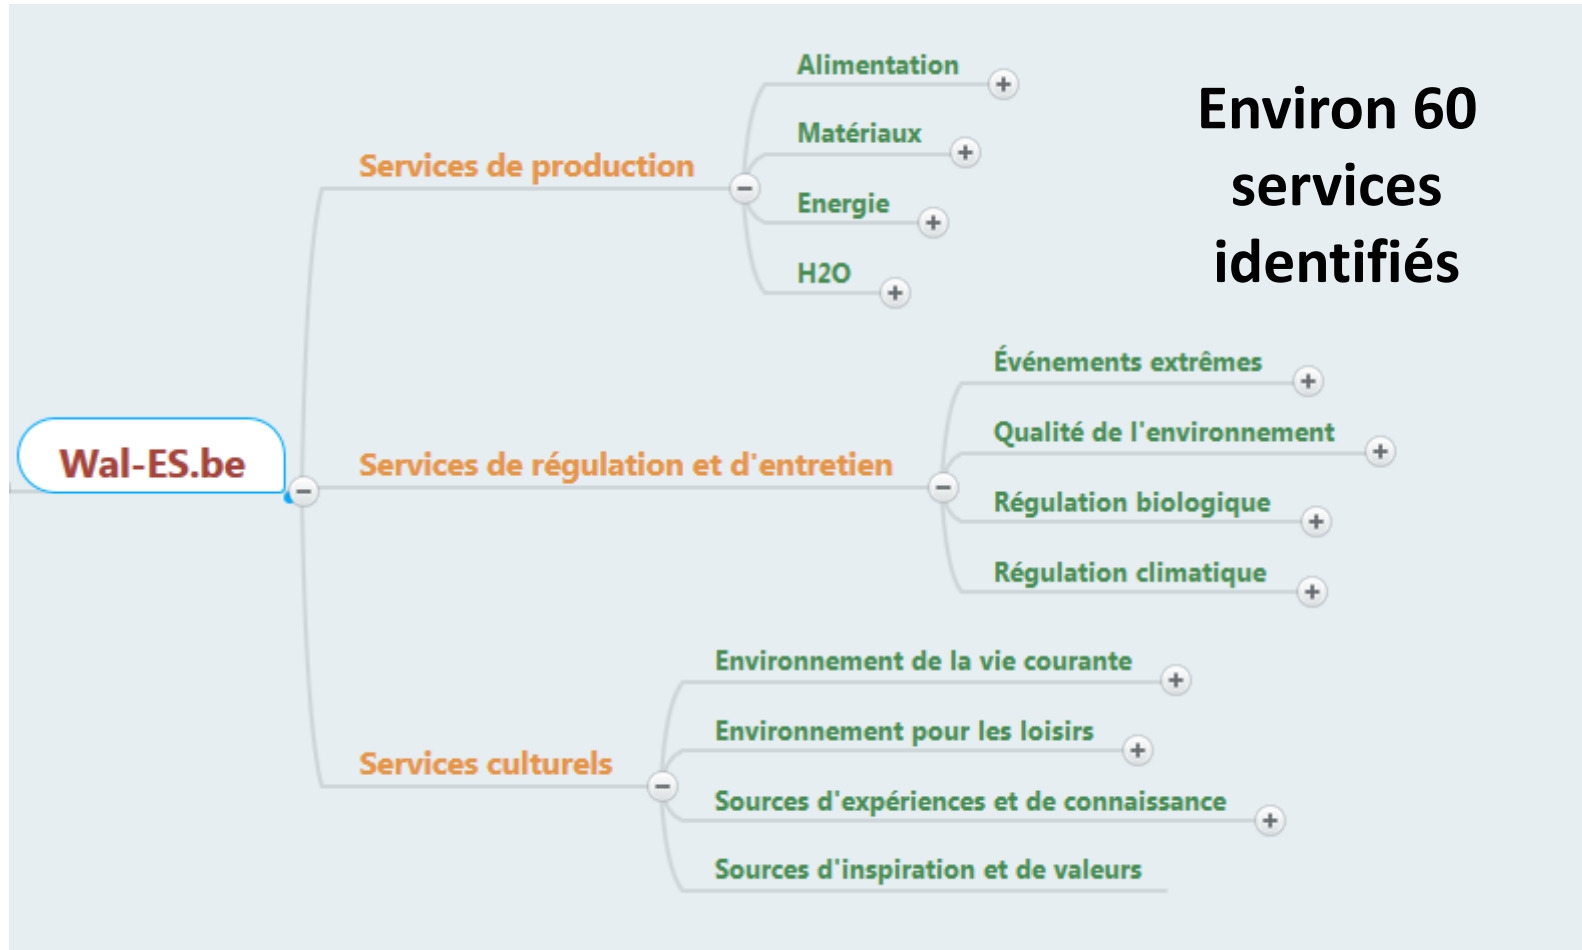 Alimentation
Matériaux
Energie
H2O
Environ 60
services
identifiés
Services de production
Événements extrêmes
Qualité de l'environnement
Régulation biologique
Régulation climatique
Wal-ES.be
Services de régulation et d'entretien
Environnement de la vie courante
Environnement pour les loisirs
Sources d'expériences et de connaissance
Sources d'inspiration et de valeurs
Services culturels